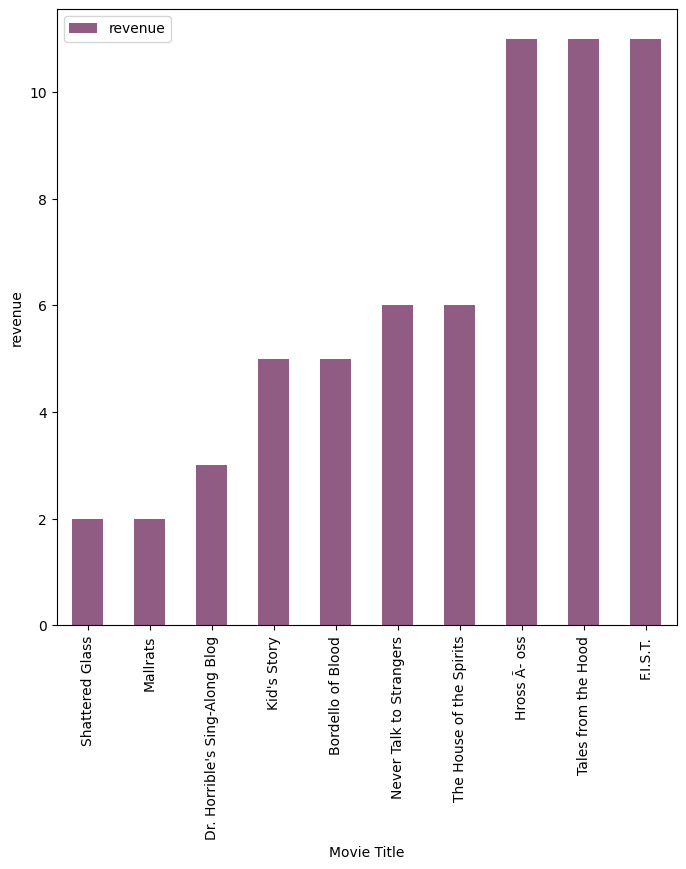 revenue
10
8
6
4
2
0
revenue
Shattered Glass
Mallrats
Dr. Horrible's Sing-Along Blog
Kid's Story
Bordello of Blood
Never Talk to Strangers
The House of the Spirits
Hross Ã- oss
Tales from the Hood
F.I.S.T.
Movie Title